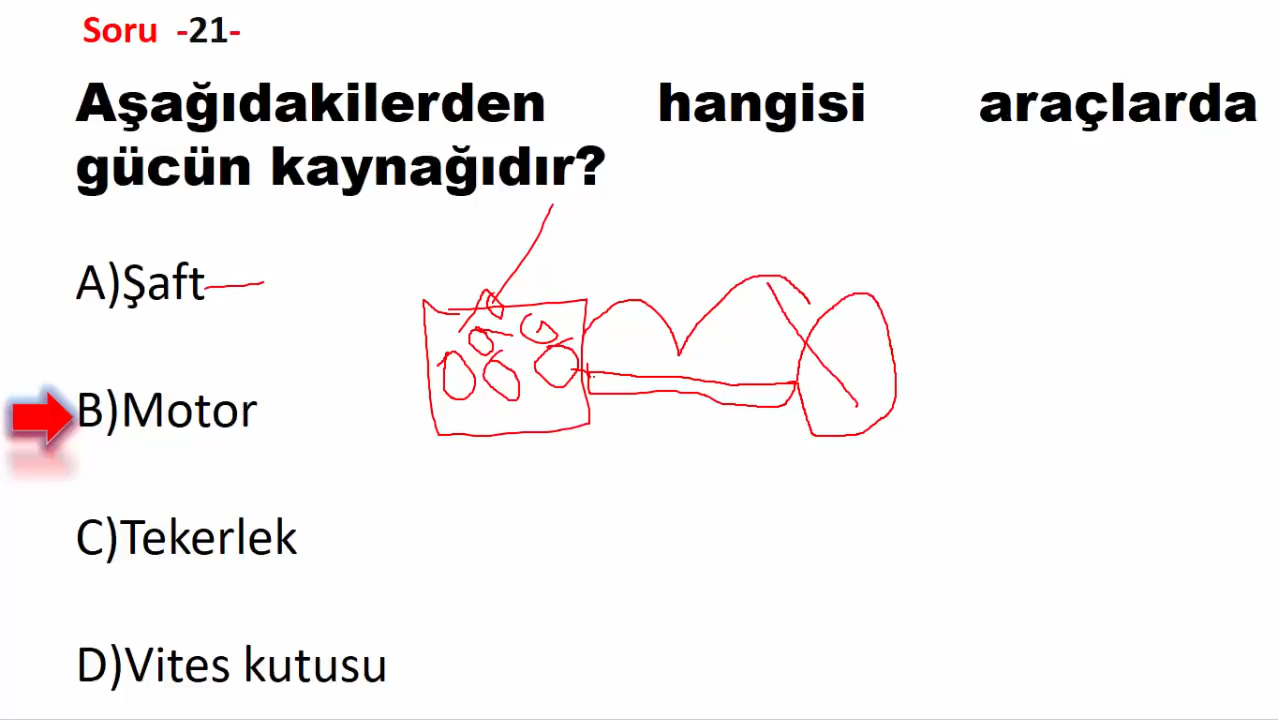 Soru -21-
Aşağıdakilerden hangisi araçlarda
gücün kaynağıdır?
A)Şaft
B)Motor
C)Tekerlek
D)Vites kutusu